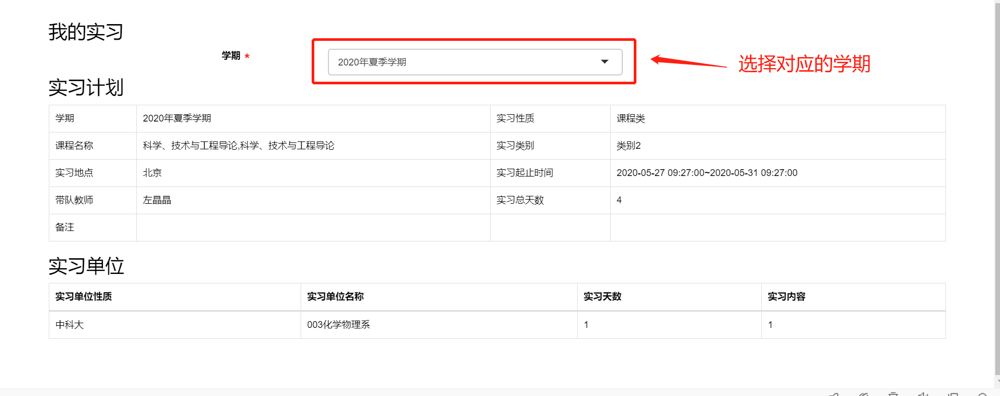 我的实习
学期 *
2020年夏季学期
选择对应的学期
实习计划
学期 2020年夏季学期 实习性质 课程类
课程名称 科学、技术与工程导论,科学、技术与工程导论 实习类别 类别2
实习地点 北京 实习起止时间 2020-05-27 09:27:00~2020-05-31 09:27:00
带队教师 左晶晶 实习总天数 4
备注
实习单位
实习单位性质 实习单位名称 实习天数 实习内容
中科大 003化学物理系 1 1